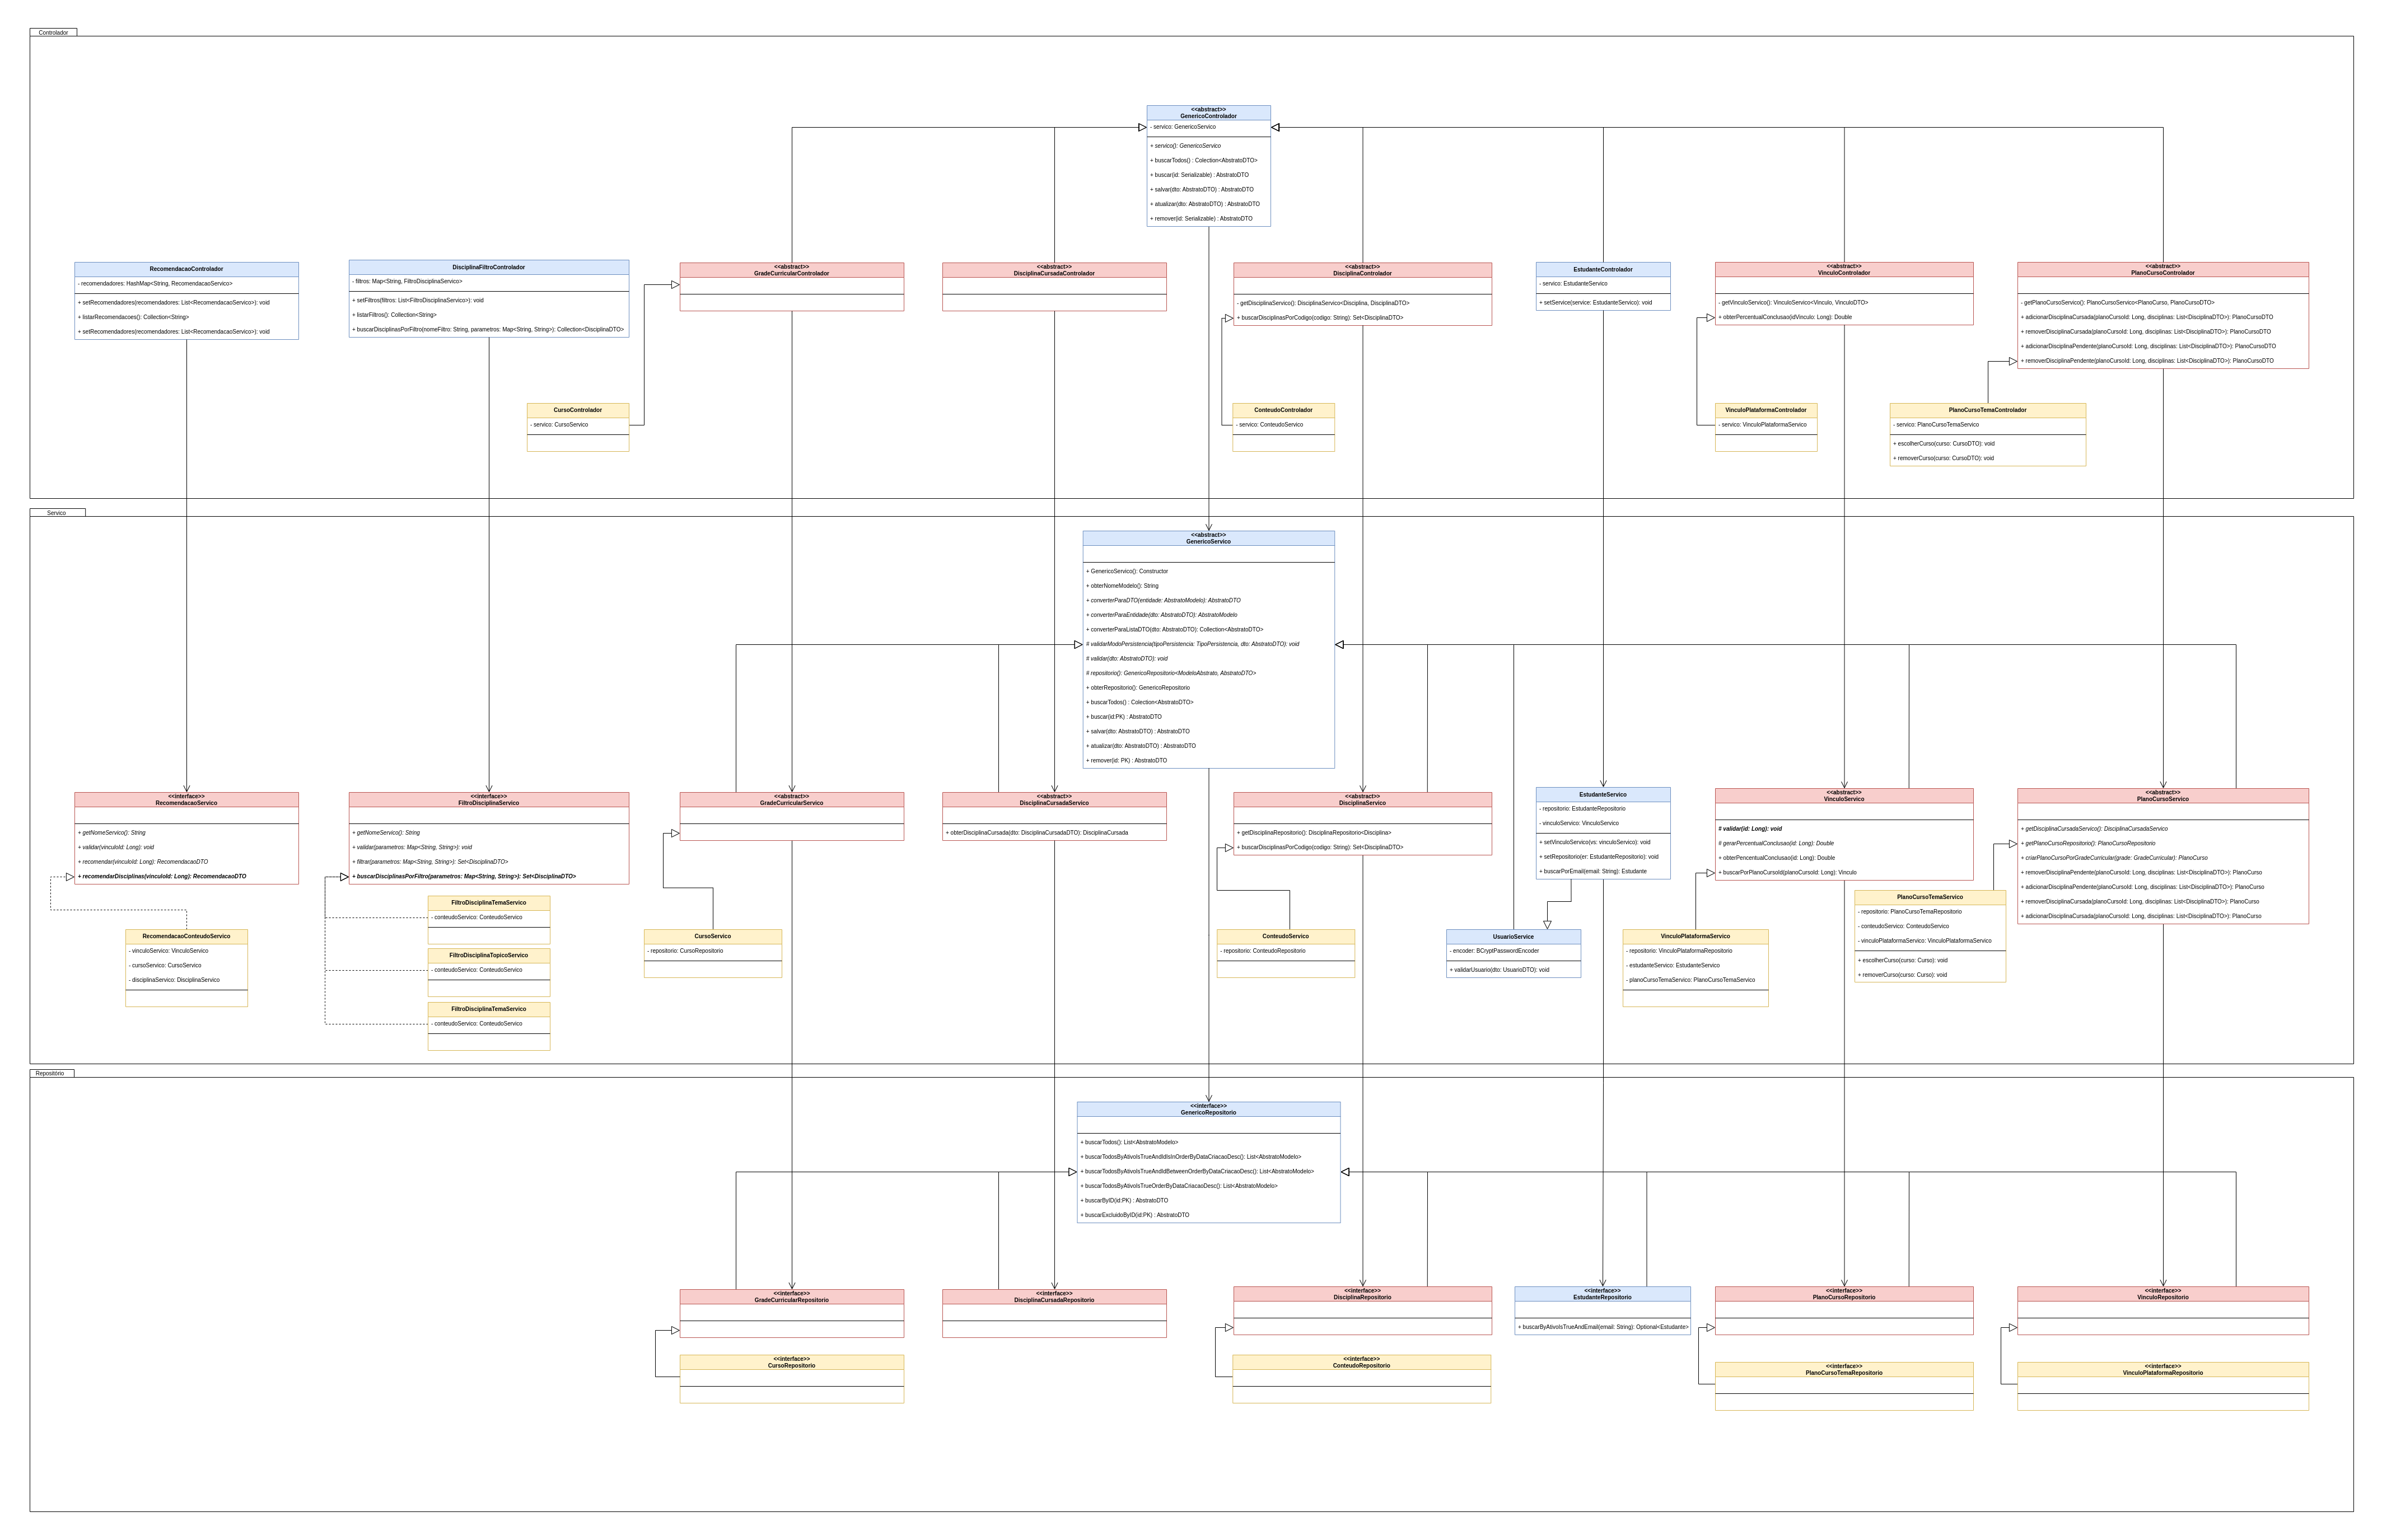 Controlador
<<abstract>>
GenericoControlador
- servico: GenericoServico
+ servico(): GenericoServico
+ buscarTodos() : Colection<AbstratoDTO>
+ buscar(id: Serializable) : AbstratoDTO
+ salvar(dto: AbstratoDTO) : AbstratoDTO
+ atualizar(dto: AbstratoDTO) : AbstratoDTO
+ remover(id: Serializable) : AbstratoDTO
RecomendacaoControlador
- recomendadores: HashMap<String, RecomendacaoServico>
+ setRecomendadores(recomendadores: List<RecomendacaoServico>): void
+ listarRecomendacoes(): Collection<String>
+ setRecomendadores(recomendadores: List<RecomendacaoServico>): void
DisciplinaFiltroControlador
- filtros: Map<String, FiltroDisciplinaServico>
+ setFiltros(filtros: List<FiltroDisciplinaServico>): void
+ listarFiltros(): Collection<String>
+ buscarDisciplinasPorFiltro(nomeFiltro: String, parametros: Map<String, String>): Collection<DisciplinaDTO>
<<abstract>>
GradeCurricularControlador
<<abstract>>
DisciplinaCursadaControlador
<<abstract>>
DisciplinaControlador
- getDisciplinaServico(): DisciplinaServico<Disciplina, DisciplinaDTO>
+ buscarDisciplinasPorCodigo(codigo: String): Set<DisciplinaDTO>
EstudanteControlador
- servico: EstudanteServico
+ setService(service: EstudanteServico): void
<<abstract>>
VinculoControlador
- getVinculoServico(): VinculoServico<Vinculo, VinculoDTO>
+ obterPercentualConclusao(idVinculo: Long): Double
<<abstract>>
PlanoCursoControlador
- getPlanoCursoServico(): PlanoCursoServico<PlanoCurso, PlanoCursoDTO>
+ adicionarDisciplinaCursada(planoCursoId: Long, disciplinas: List<DisciplinaDTO>): PlanoCursoDTO
+ removerDisciplinaCursada(planoCursoId: Long, disciplinas: List<DisciplinaDTO>): PlanoCursoDTO
+ adicionarDisciplinaPendente(planoCursoId: Long, disciplinas: List<DisciplinaDTO>): PlanoCursoDTO
+ removerDisciplinaPendente(planoCursoId: Long, disciplinas: List<DisciplinaDTO>): PlanoCursoDTO
CursoControlador
- servico: CursoServico
ConteudoControlador
- servico: ConteudoServico
VinculoPlataformaControlador
- servico: VinculoPlataformaServico
PlanoCursoTemaControlador
- servico: PlanoCursoTemaServico
+ escolherCurso(curso: CursoDTO): void
+ removerCurso(curso: CursoDTO): void
Servico
<<abstract>>
GenericoServico
+ GenericoServico(): Constructor
+ obterNomeModelo(): String
+ converterParaDTO(entidade: AbstratoModelo): AbstratoDTO
+ converterParaEntidade(dto: AbstratoDTO): AbstratoModelo
+ converterParaListaDTO(dto: AbstratoDTO): Collection<AbstratoDTO>
# validarModoPersistencia(tipoPersistencia: TipoPersistencia, dto: AbstratoDTO): void
# validar(dto: AbstratoDTO): void
# repositorio(): GenericoRepositorio<ModeloAbstrato, AbstratoDTO>
+ obterRepositorio(): GenericoRepositorio
+ buscarTodos() : Colection<AbstratoDTO>
+ buscar(id:PK) : AbstratoDTO
+ salvar(dto: AbstratoDTO) : AbstratoDTO
+ atualizar(dto: AbstratoDTO) : AbstratoDTO
+ remover(id: PK) : AbstratoDTO
<<interface>>
RecomendacaoServico
+ getNomeServico(): String
+ validar(vinculoId: Long): void
+ recomendar(vinculoId: Long): RecomendacaoDTO
+ recomendarDisciplinas(vinculoId: Long): RecomendacaoDTO
<<interface>>
FiltroDisciplinaServico
+ getNomeServico(): String
+ validar(parametros: Map<String, String>): void
+ filtrar(parametros: Map<String, String>): Set<DisciplinaDTO>
+ buscarDisciplinasPorFiltro(parametros: Map<String, String>): Set<DisciplinaDTO>
<<abstract>>
GradeCurricularServico
<<abstract>>
DisciplinaCursadaServico
+ obterDisciplinaCursada(dto: DisciplinaCursadaDTO): DisciplinaCursada
<<abstract>>
DisciplinaServico
+ getDisciplinaRepositorio(): DisciplinaRepositorio<Disciplina>
+ buscarDisciplinasPorCodigo(codigo: String): Set<DisciplinaDTO>
EstudanteServico
- repositorio: EstudanteRepositorio
- vinculoServico: VinculoServico
+ setVinculoServico(vs: vinculoServico): void
+ setRepositorio(er: EstudanteRepositorio): void
+ buscarPorEmail(email: String): Estudante
<<abstract>>
VinculoServico
# validar(id: Long): void
# gerarPercentualConclusao(id: Long): Double
+ obterPercentualConclusao(id: Long): Double
+ buscarPorPlanoCursoId(planoCursoId: Long): Vinculo
<<abstract>>
PlanoCursoServico
+ getDisciplinaCursadaServico(): DisciplinaCursadaServico
+ getPlanoCursoRepositorio(): PlanoCursoRepositorio
+ criarPlanoCursoPorGradeCurricular(grade: GradeCurricular): PlanoCurso
+ removerDisciplinaPendente(planoCursoId: Long, disciplinas: List<DisciplinaDTO>): PlanoCurso
+ adicionarDisciplinaPendente(planoCursoId: Long, disciplinas: List<DisciplinaDTO>): PlanoCurso
+ removerDisciplinaCursada(planoCursoId: Long, disciplinas: List<DisciplinaDTO>): PlanoCurso
+ adicionarDisciplinaCursada(planoCursoId: Long, disciplinas: List<DisciplinaDTO>): PlanoCurso
RecomendacaoConteudoServico
- vinculoServico: VinculoServico
- cursoServico: CursoServico
- disciplinaServico: DisciplinaServico
FiltroDisciplinaTemaServico
- conteudoServico: ConteudoServico
FiltroDisciplinaTopicoServico
- conteudoServico: ConteudoServico
FiltroDisciplinaTemaServico
- conteudoServico: ConteudoServico
CursoServico
- repositorio: CursoRepositorio
ConteudoServico
- repositorio: ConteudoRepositorio
UsuarioService
- encoder: BCryptPasswordEncoder
+ validarUsuario(dto: UsuarioDTO): void
VinculoPlataformaServico
- repositorio: VinculoPlataformaRepositorio
- estudanteServico: EstudanteServico
- planoCursoTemaServico: PlanoCursoTemaServico
PlanoCursoTemaServico
- repositorio: PlanoCursoTemaRepositorio
- conteudoServico: ConteudoServico
- vinculoPlataformaServico: VinculoPlataformaServico
+ escolherCurso(curso: Curso): void
+ removerCurso(curso: Curso): void
Repositório
<<interface>>
GenericoRepositorio
+ buscarTodos(): List<AbstratoModelo>
+ buscarTodosByAtivoIsTrueAndIdIsInOrderByDataCriacaoDesc(): List<AbstratoModelo>
+ buscarTodosByAtivoIsTrueAndIdBetweenOrderByDataCriacaoDesc(): List<AbstratoModelo>
+ buscarTodosByAtivoIsTrueOrderByDataCriacaoDesc(): List<AbstratoModelo>
+ buscarByID(id:PK) : AbstratoDTO
+ buscarExcluidoByID(id:PK) : AbstratoDTO
<<interface>>
GradeCurricularRepositorio
<<interface>>
DisciplinaCursadaRepositorio
<<interface>>
DisciplinaRepositorio
<<interface>>
EstudanteRepositorio
+ buscarByAtivoIsTrueAndEmail(email: String): Optional<Estudante>
<<interface>>
PlanoCursoRepositorio
<<interface>>
VinculoRepositorio
<<interface>>
CursoRepositorio
<<interface>>
ConteudoRepositorio
<<interface>>
PlanoCursoTemaRepositorio
<<interface>>
VinculoPlataformaRepositorio